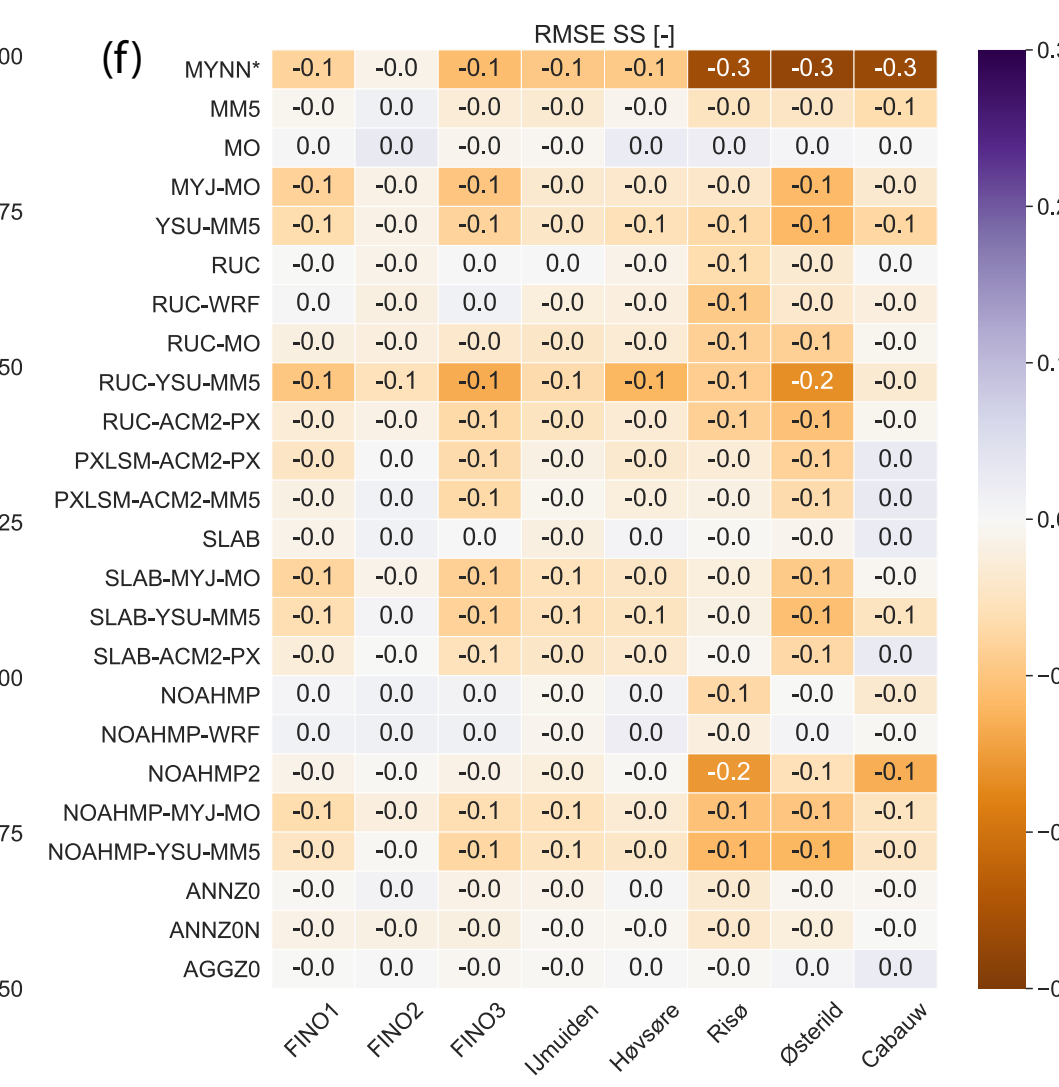 RMSE SS [-]
(f)
MYNN* -0.1 -0.0 -0.1 -0.1 -0.1 -0.3 -0.3 -0.3
MM5 -0.0 0.0 -0.0 -0.0 -0.0 -0.0 -0.0 -0.1
MO 0.0 0.0 -0.0 -0.0 0.0 0.0 0.0 0.0
MYJ-MO -0.1 -0.0 -0.1 -0.0 -0.0 -0.0 -0.1 -0.0
YSU-MM5 -0.1 -0.0 -0.1 -0.0 -0.1 -0.1 -0.1 -0.1
RUC -0.0 -0.0 0.0 0.0 -0.0 -0.1 -0.0 0.0
RUC-WRF 0.0 -0.0 0.0 -0.0 -0.0 -0.1 -0.0 -0.0
RUC-MO -0.0 -0.0 -0.0 -0.0 -0.0 -0.1 -0.1 -0.0
RUC-YSU-MM5 -0.1 -0.1 -0.1 -0.1 -0.1 -0.1 -0.2 -0.0
RUC-ACM2-PX -0.0 -0.0 -0.1 -0.0 -0.0 -0.1 -0.1 -0.0
PXLSM-ACM2-PX -0.0 0.0 -0.1 -0.0 -0.0 -0.0 -0.1 0.0
PXLSM-ACM2-MM5 -0.0 0.0 -0.1 -0.0 -0.0 -0.0 -0.1 0.0
SLAB -0.0 0.0 0.0 -0.0 0.0 -0.0 -0.0 0.0
SLAB-MYJ-MO -0.1 -0.0 -0.1 -0.1 -0.0 -0.0 -0.1 -0.0
SLAB-YSU-MM5 -0.1 0.0 -0.1 -0.1 -0.1 -0.0 -0.1 -0.1
SLAB-ACM2-PX -0.0 -0.0 -0.1 -0.0 -0.0 -0.0 -0.1 0.0
NOAHMP 0.0 0.0 0.0 -0.0 0.0 -0.1 -0.0 -0.0
NOAHMP-WRF 0.0 0.0 0.0 -0.0 0.0 -0.0 0.0 -0.0
NOAHMP2 -0.0 -0.0 -0.0 -0.0 -0.0 -0.2 -0.1 -0.1
NOAHMP-MYJ-MO -0.1 -0.0 -0.1 -0.1 -0.0 -0.1 -0.1 -0.1
NOAHMP-YSU-MM5 -0.0 -0.0 -0.1 -0.1 -0.0 -0.1 -0.1 -0.0
ANNZ0 -0.0 0.0 -0.0 -0.0 0.0 -0.0 -0.0 -0.0
ANNZ0N -0.0 -0.0 -0.0 -0.0 -0.0 -0.0 -0.0 -0.0
AGGZ0 -0.0 0.0 -0.0 -0.0 0.0 -0.0 0.0 0.0
FINO1 FINO2 FINO3 IJmuiden Høvsøre Risø Østerild Cabauw